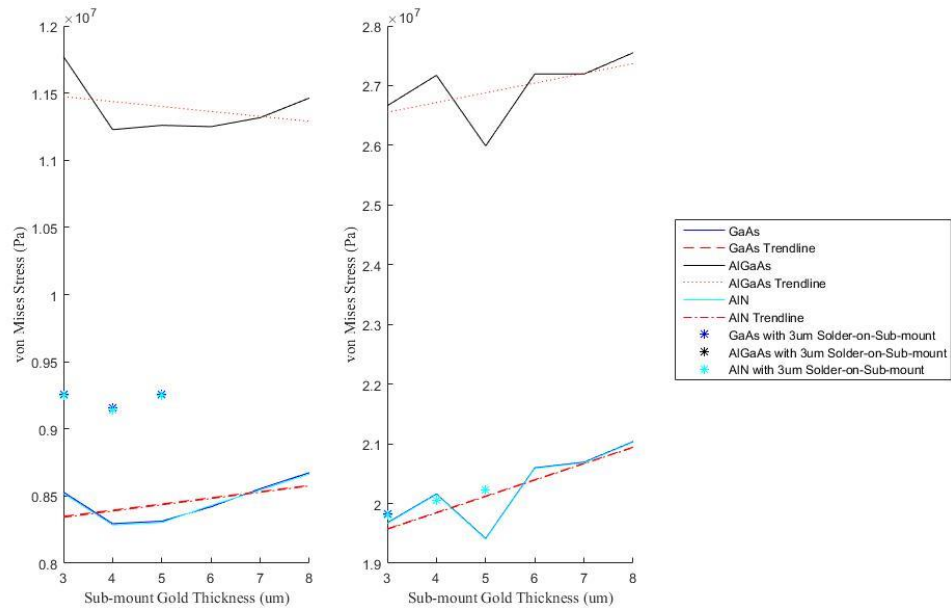 ×10⁷
1.2
1.15
1.1
1.05
1
0.95
0.9
0.85
0.8
von Mises Stress (Pa)
3 4 5 6 7 8
Sub-mount Gold Thickness (um)
×10⁷
2.8
2.7
2.6
2.5
2.4
2.3
2.2
2.1
2
1.9
von Mises Stress (Pa)
3 4 5 6 7 8
Sub-mount Gold Thickness (um)
GaAs
GaAs Trendline
AlGaAs
AlGaAs Trendline
AlN
AlN Trendline
GaAs with 3um Solder-on-Sub-mount
AlGaAs with 3um Solder-on-Sub-mount
AlN with 3um Solder-on-Sub-mount